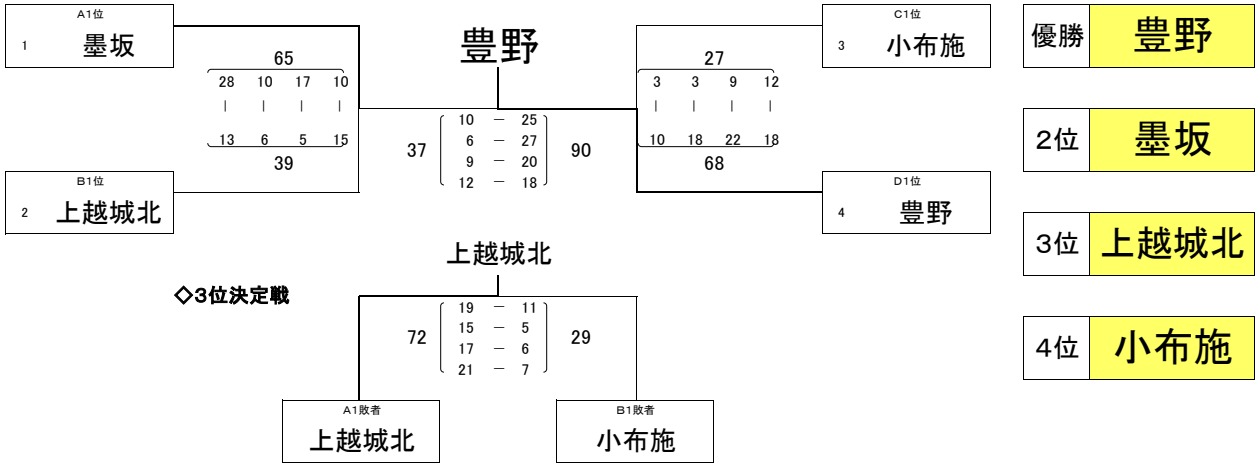 A1位
1 墨坂
65
28 10 17 10
| | | |
13 6 5 15
39
B1位
2 上越城北
豊野
37
10 － 25
6 － 27
9 － 20
12 － 18
90
C1位
3 小布施
27
3 3 9 12
| | | |
10 18 22 18
68
D1位
4 豊野
◇3位決定戦
上越城北
72
19 － 11
15 － 5
17 － 6
21 － 7
29
A1敗者
上越城北
B1敗者
小布施
優勝 豊野
2位 墨坂
3位 上越城北
4位 小布施